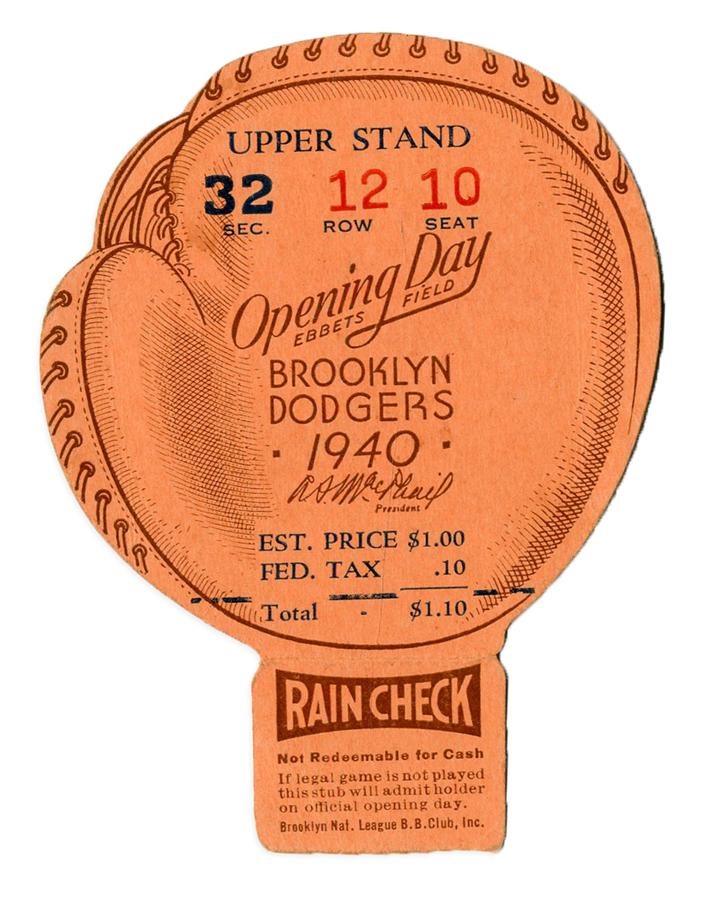 UPPER STAND
32 12 10
SEC. ROW SEAT
Opening Day
EBBETS FIELD
BROOKLYN
DODGERS
· 1940 ·
President
EST. PRICE $1.00
FED. TAX .10
Total - $1.10
RAIN CHECK
Not Redeemable for Cash
If legal game is not played
this stub will admit holder
on official opening day.
Brooklyn Nat. League B.B.Club, Inc.